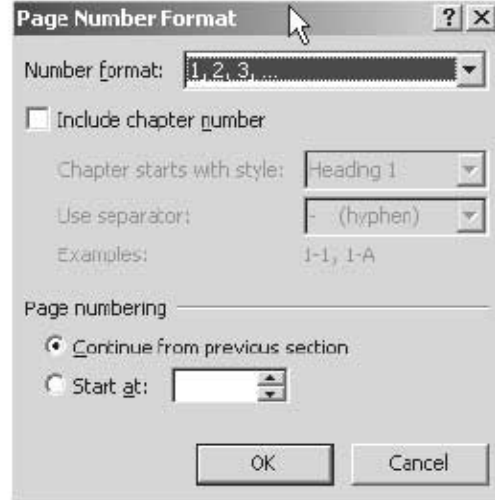 Page Number Format ? ×
Number format: 1, 2, 3, ...
Include chapter number
Chapter starts with style: Heading 1
Use separator: - (hyphen)
Examples: 1-1, 1-A
Page numbering
Continue from previous section
Start at:
OK Cancel